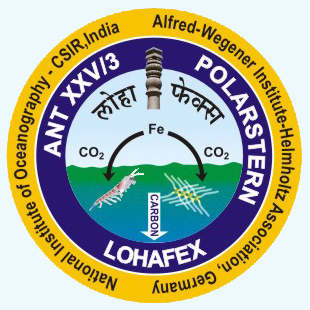 National Institute of Oceanography - CSIR,India
Alfred-Wegener Institute-Helmholtz Association, Germany
ANT XXV/3
POLARSTERN
लोहा फेक्स
Fe
CO2 CO2
CARBON
LOHAFEX